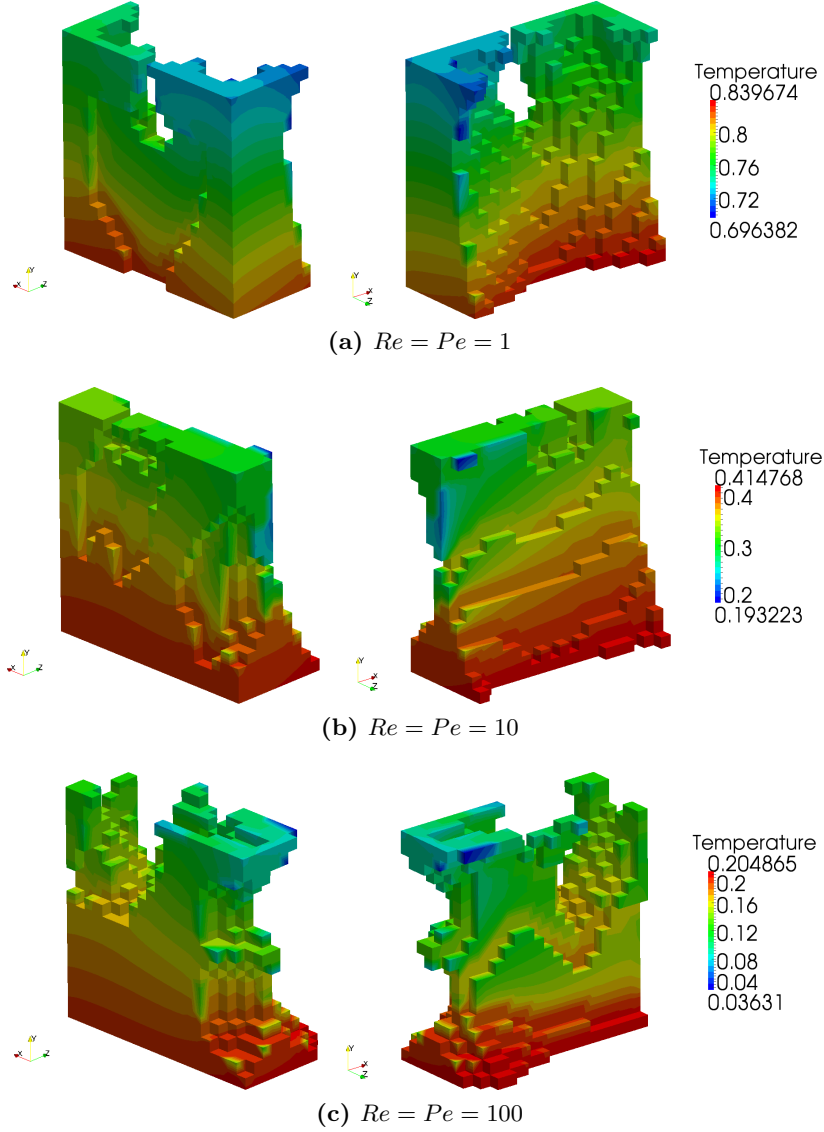 Temperature
0.839674
0.8
0.76
0.72
0.696382
Y
X
Z
Y
X
Z
(a) Re = Pe = 1
Temperature
0.414768
0.4
0.3
0.2
0.193223
Y
X
Z
Y
X
Z
(b) Re = Pe = 10
Temperature
0.204865
0.2
0.16
0.12
0.08
0.04
0.03631
Y
X
Z
Y
X
Z
(c) Re = Pe = 100